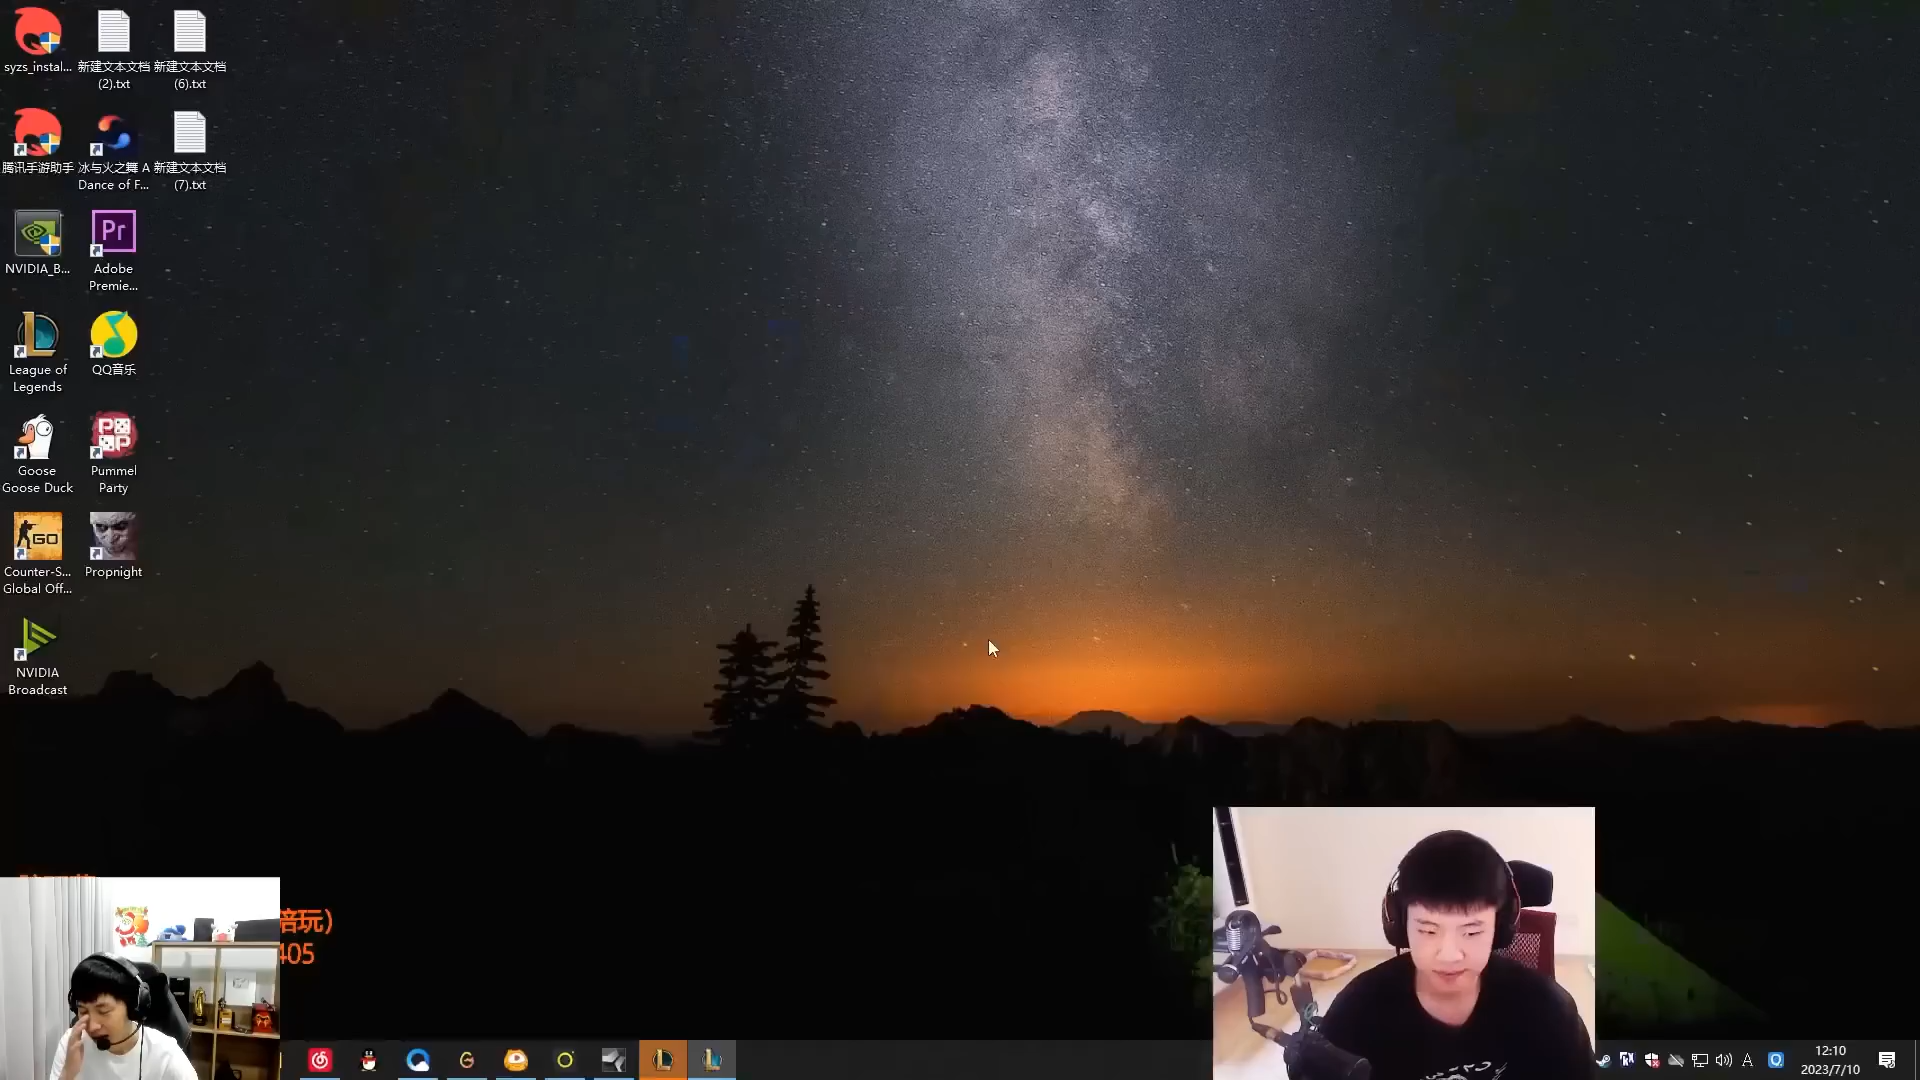 syzs_instal...
新建文本文档
(2).txt
新建文本文档
(6).txt
腾讯手游助手
冰与火之舞 A
Dance of F...
新建文本文档
(7).txt
NVIDIA_B...
Pr
Adobe
Premie...
League of
Legends
QQ音乐
Goose
Goose Duck
Pummel
Party
GO
Counter-S...
Global Off...
Propnight
NVIDIA
Broadcast
陪玩）
405
A
12:10
2023/7/10